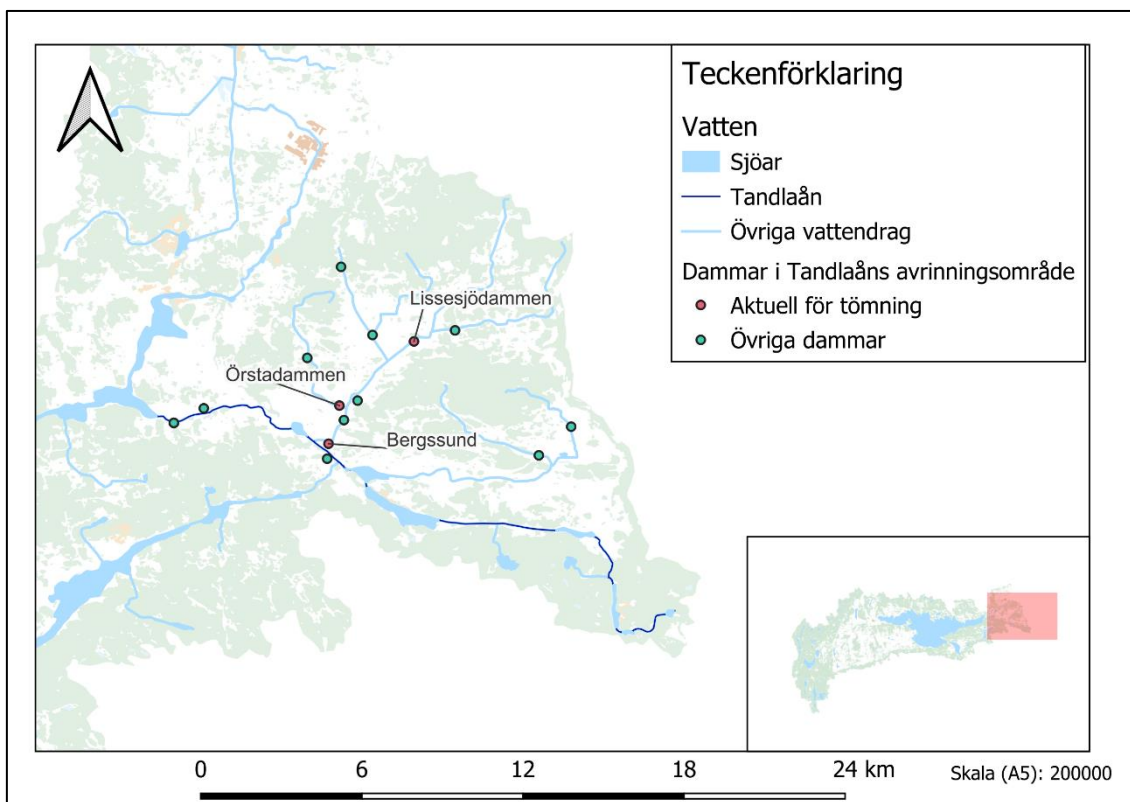 Teckenförklaring
Vatten
Sjöar
Tandlaån
Övriga vattendrag
Dammar i Tandlaåns avrinningsområde
Aktuell för tömning
Övriga dammar
Lissesjödammen
Örstadammen
Bergssund
0 6 12 18 24 km
Skala (A5): 200000